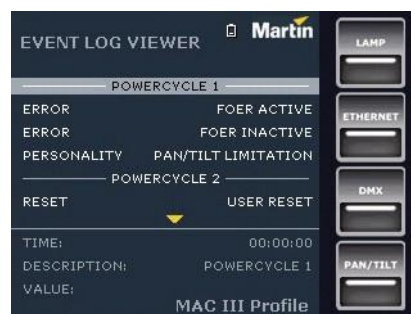 EVENT LOG VIEWER
Martin
POWERCYCLE 1
ERROR FOER ACTIVE
ERROR FOER INACTIVE
PERSONALITY PAN/TILT LIMITATION
POWERCYCLE 2
RESET USER RESET
TIME: 00:00:00
DESCRIPTION: POWERCYCLE 1
VALUE:
MAC III Profile
LAMP
ETHERNET
DMX
PAN/TILT